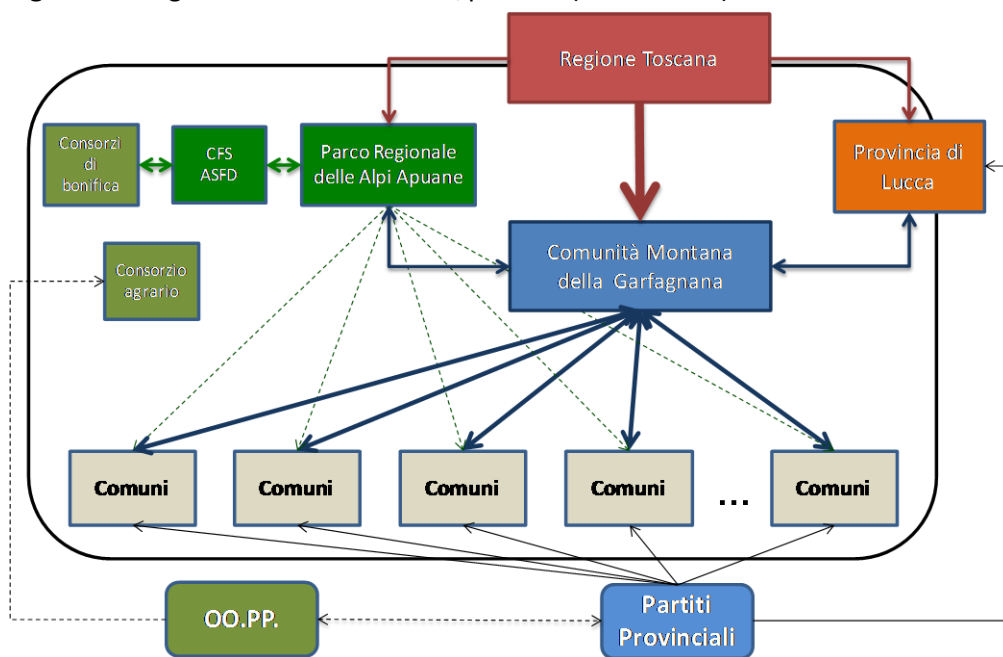 Regione Toscana
Consorzi
di
bonifica
CFS
ASFD
Parco Regionale
delle Alpi Apuane
Provincia di
Lucca
Comunità Montana
della Garfagnana
Consorzio
agrario
Comuni
Comuni
Comuni
Comuni
...
Comuni
OO.PP.
Partiti
Provinciali